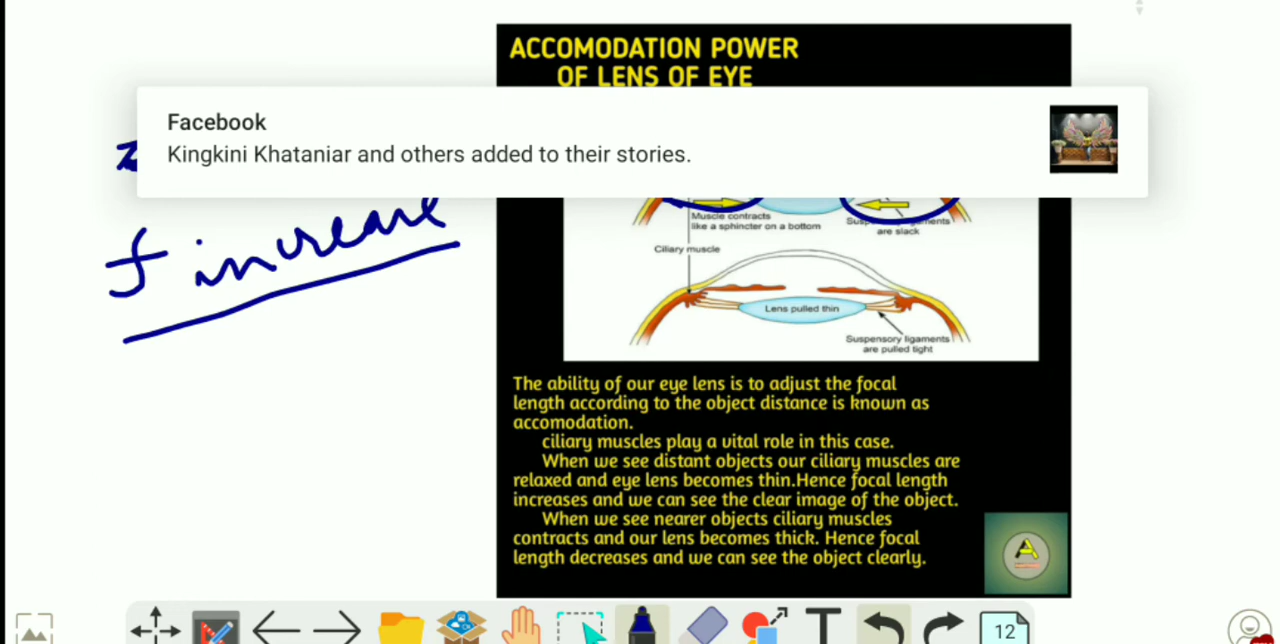 ACCOMODATION POWER
OF LENS OF EYE
Facebook
Kingkini Khataniar and others added to their stories.
f increase
Muscle contracts
like a sphincter on a bottom
are slack
Ciliary muscle
Lens pulled thin
Suspensory ligaments
are pulled tight
The ability of our eye lens is to adjust the focal
length according to the object distance is known as
accomodation.
ciliary muscles play a vital role in this case.
When we see distant objects our ciliary muscles are
relaxed and eye lens becomes thin.Hence focal length
increases and we can see the clear image of the object.
When we see nearer objects ciliary muscles
contracts and our lens becomes thick. Hence focal
length decreases and we can see the object clearly.
A
T
12